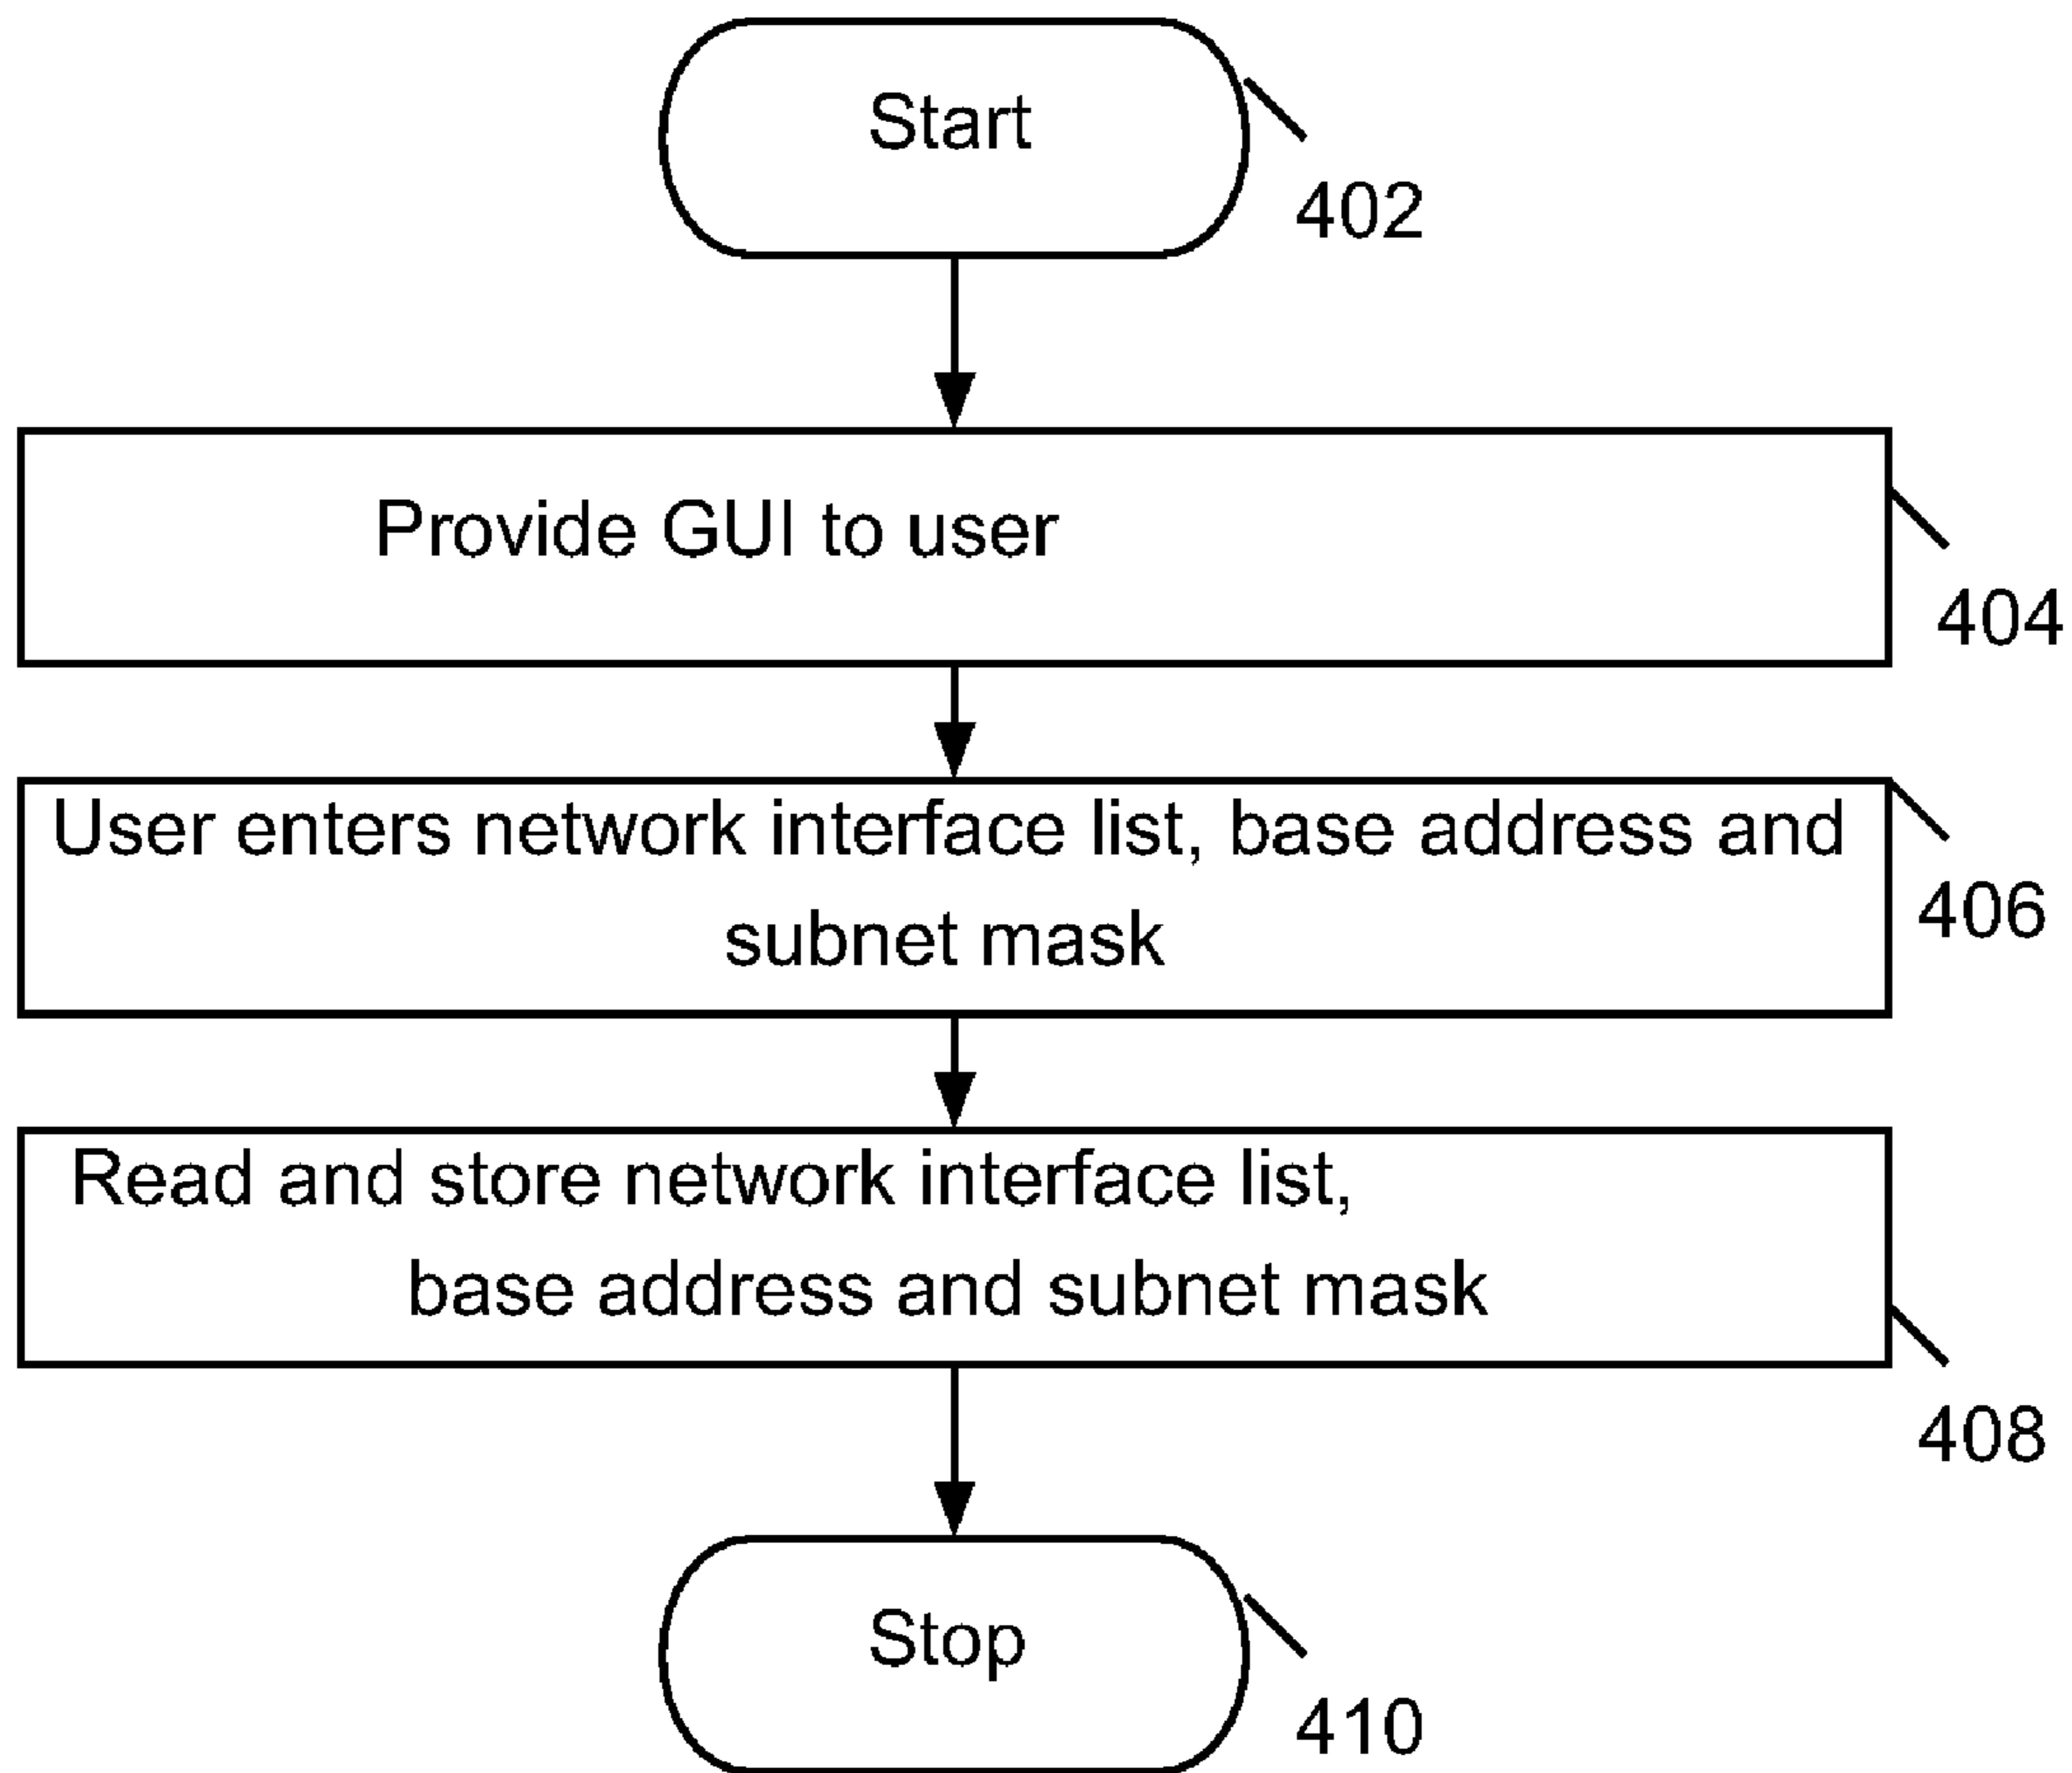 Start
402
Provide GUI to user
404
User enters network interface list, base address and
subnet mask
406
Read and store network interface list,
base address and subnet mask
408
Stop
410